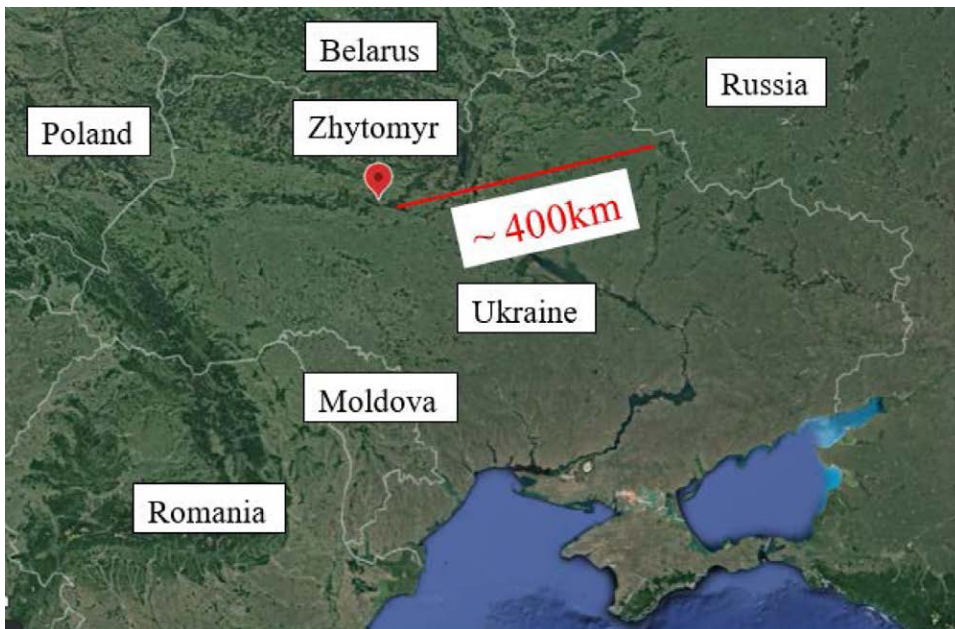 Belarus
Russia
Poland
Zhytomyr
~ 400km
Ukraine
Moldova
Romania